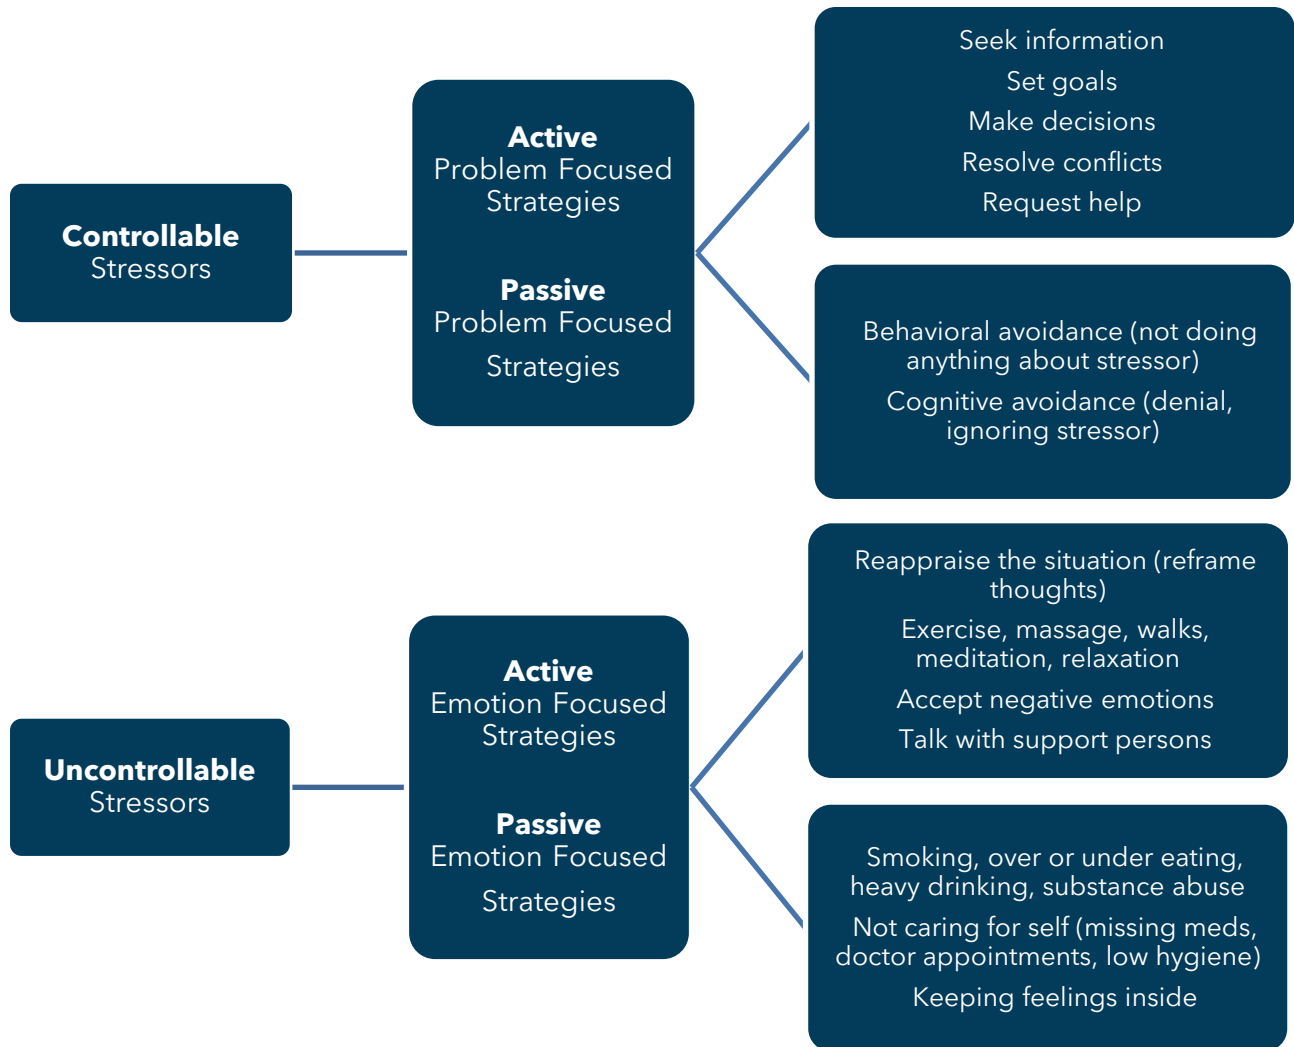 Controllable
Stressors
Active
Problem Focused
Strategies
Passive
Problem Focused
Strategies
Seek information
Set goals
Make decisions
Resolve conflicts
Request help
Behavioral avoidance (not doing
anything about stressor)
Cognitive avoidance (denial,
ignoring stressor)
Uncontrollable
Stressors
Active
Emotion Focused
Strategies
Passive
Emotion Focused
Strategies
Reappraise the situation (reframe
thoughts)
Exercise, massage, walks,
meditation, relaxation
Accept negative emotions
Talk with support persons
Smoking, over or under eating,
heavy drinking, substance abuse
Not caring for self (missing meds,
doctor appointments, low hygiene)
Keeping feelings inside